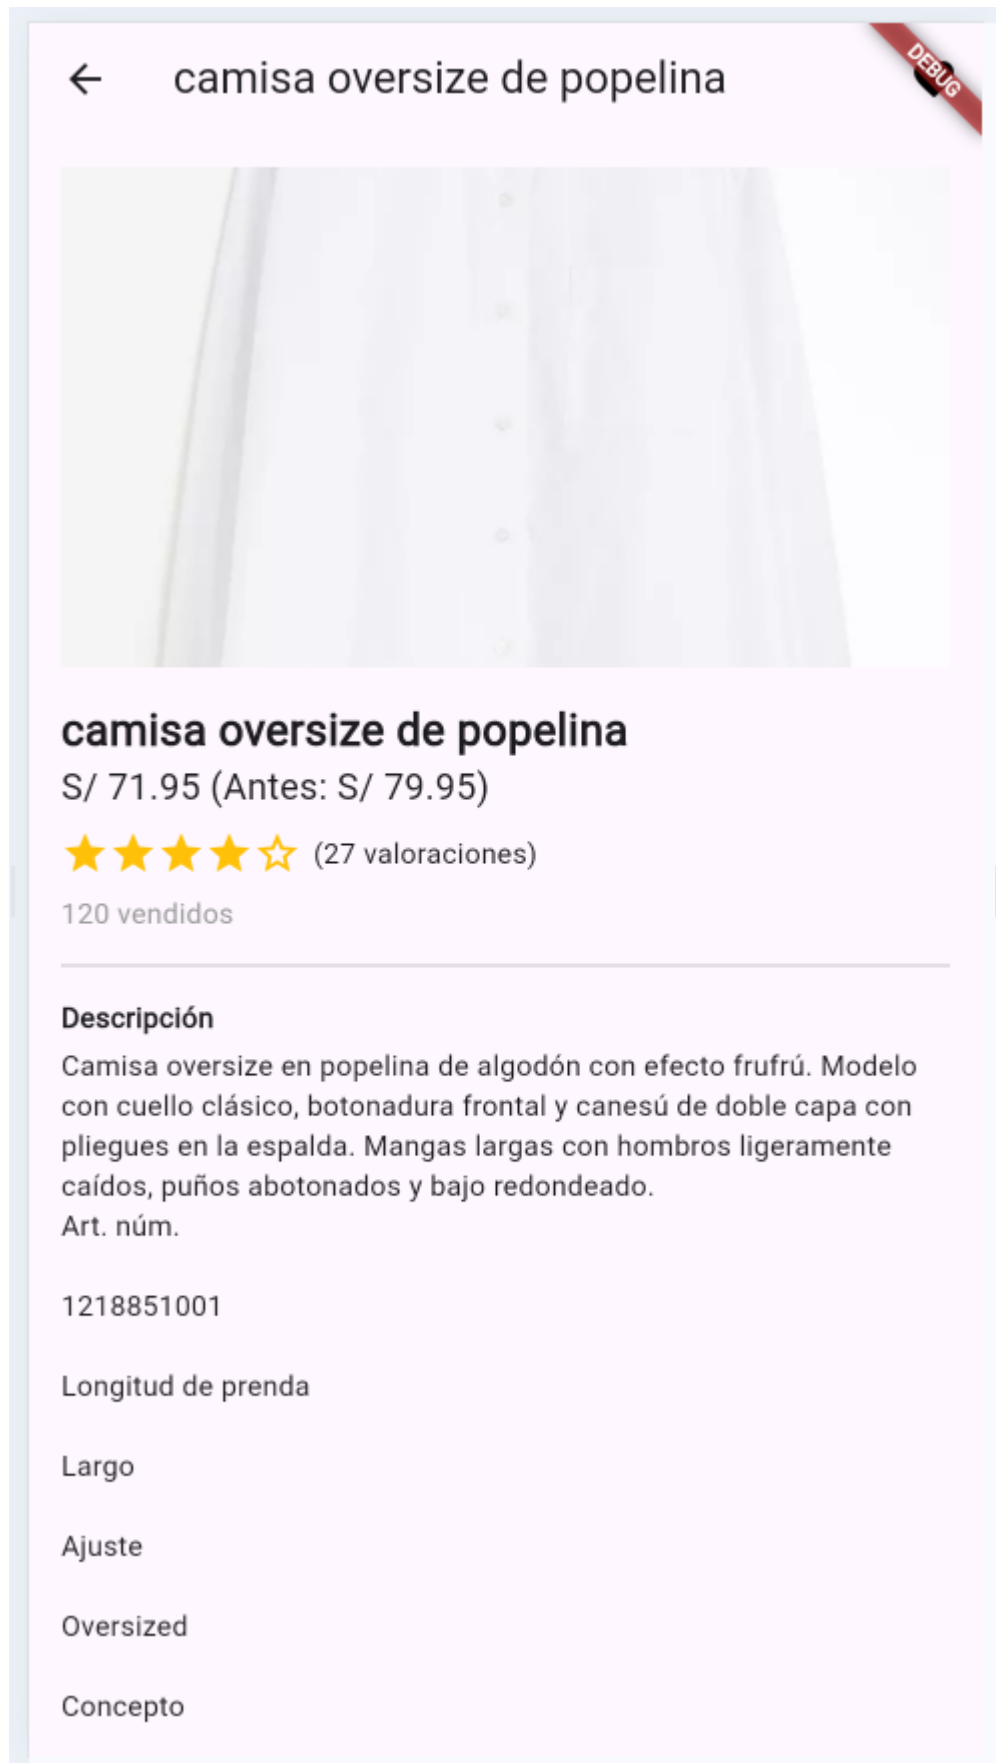 camisa oversize de popelina
DEBUG
camisa oversize de popelina
S/ 71.95 (Antes: S/ 79.95)
(27 valoraciones)
120 vendidos
Descripción
Camisa oversize en popelina de algodón con efecto frufrú. Modelo
con cuello clásico, botonadura frontal y canesú de doble capa con
pliegues en la espalda. Mangas largas con hombros ligeramente
caídos, puños abotonados y bajo redondeado.
Art. núm.
1218851001
Longitud de prenda
Largo
Ajuste
Oversized
Concepto